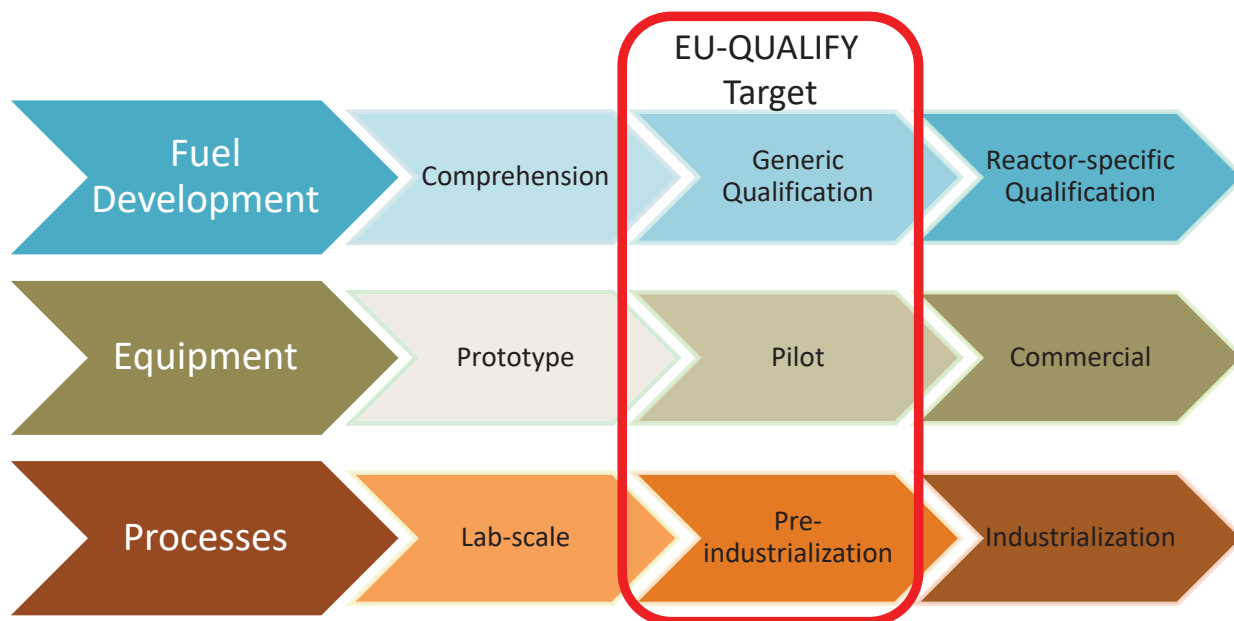 EU-QUALIFY
Target
Fuel
Development
Comprehension
Generic
Qualification
Reactor-specific
Qualification
Equipment
Prototype
Pilot
Commercial
Processes
Lab-scale
Pre-
industrialization
Industrialization